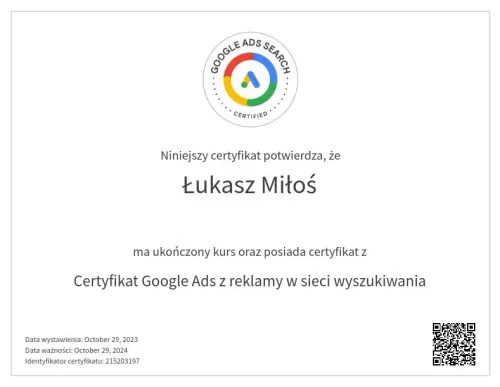 GOOGLE ADS SEARCH
CERTIFIED
Niniejszy certyfikat potwierdza, że
Łukasz Miłoś
ma ukończony kurs oraz posiada certyfikat z
Certyfikat Google Ads z reklamy w sieci wyszukiwania
Data wystawienia: October 29, 2023
Data ważności: October 29, 2024
Identyfikator certyfikatu: 215203197